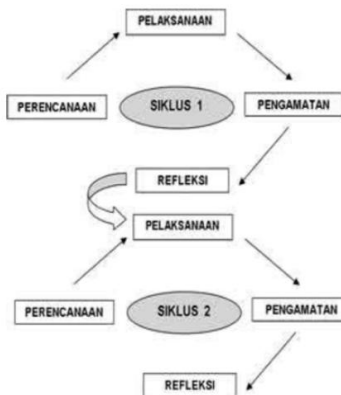 PELAKSANAAN
PERENCANAAN
SIKLUS 1
PENGAMATAN
REFLEKSI
PELAKSANAAN
PERENCANAAN
SIKLUS 2
PENGAMATAN
REFLEKSI